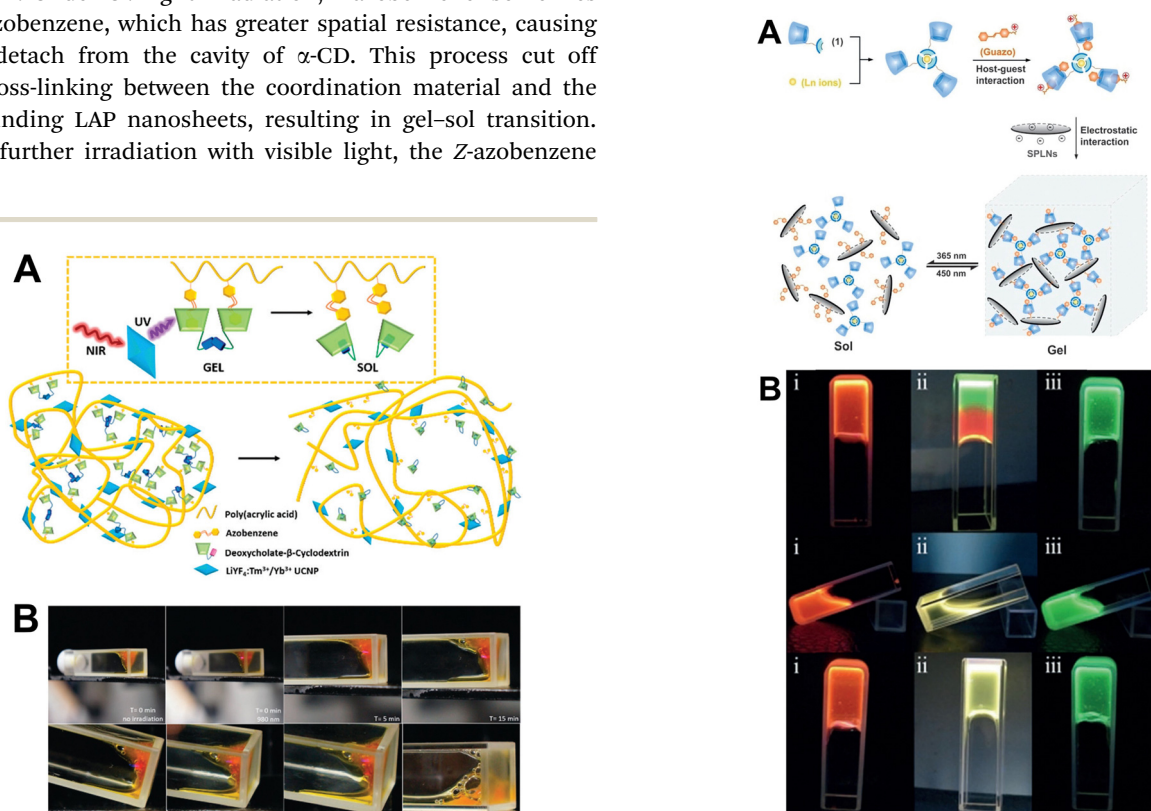 zobenzene, which has greater spatial resistance, causing
detach from the cavity of α-CD. This process cut off
oss-linking between the coordination material and the
nding LAP nanosheets, resulting in gel–sol transition.
further irradiation with visible light, the Z-azobenzene
A
UV
NIR
GEL
SOL
Poly(acrylic acid)
Azobenzene
Deoxycholate-β-Cyclodextrin
LiYF₄:Tm³⁺/Yb³⁺ UCNP
B
T= 0 min
no irradiation
T= 0 min
980 nm
T= 5 min
T= 15 min
A
(1)
(Ln ions)
(Guazo)
Host-guest
interaction
SPLNs
Electrostatic
interaction
365 nm
450 nm
Sol
Gel
B
i
ii
iii
i
ii
iii
i
ii
iii